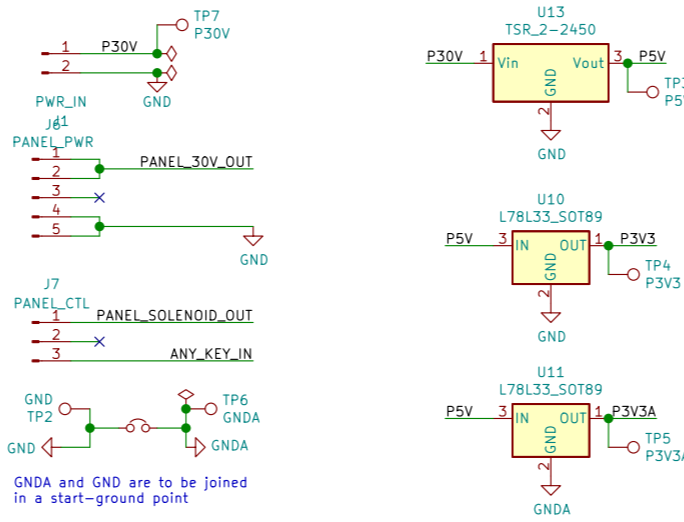 TP7
P30V
1
P30V
2
GND
PWR_IN
J1
J6
PANEL_PWR
1
2
PANEL_30V_OUT
3
4
5
GND
J7
PANEL_CTL
1
PANEL_SOLENOID_OUT
2
3
ANY_KEY_IN
GND
TP2
TP6
GNDA
GND
GNDA
GNDA and GND are to be joined
in a start-ground point
U13
TSR_2-2450
P30V
1
Vin
Vout
3
P5V
GND
2
GND
U10
L78L33_SOT89
P5V
3
IN
OUT
1
P3V3
GND
2
TP4
P3V3
GND
U11
L78L33_SOT89
P5V
3
IN
OUT
1
P3V3A
GND
2
TP5
P3V3A
GNDA